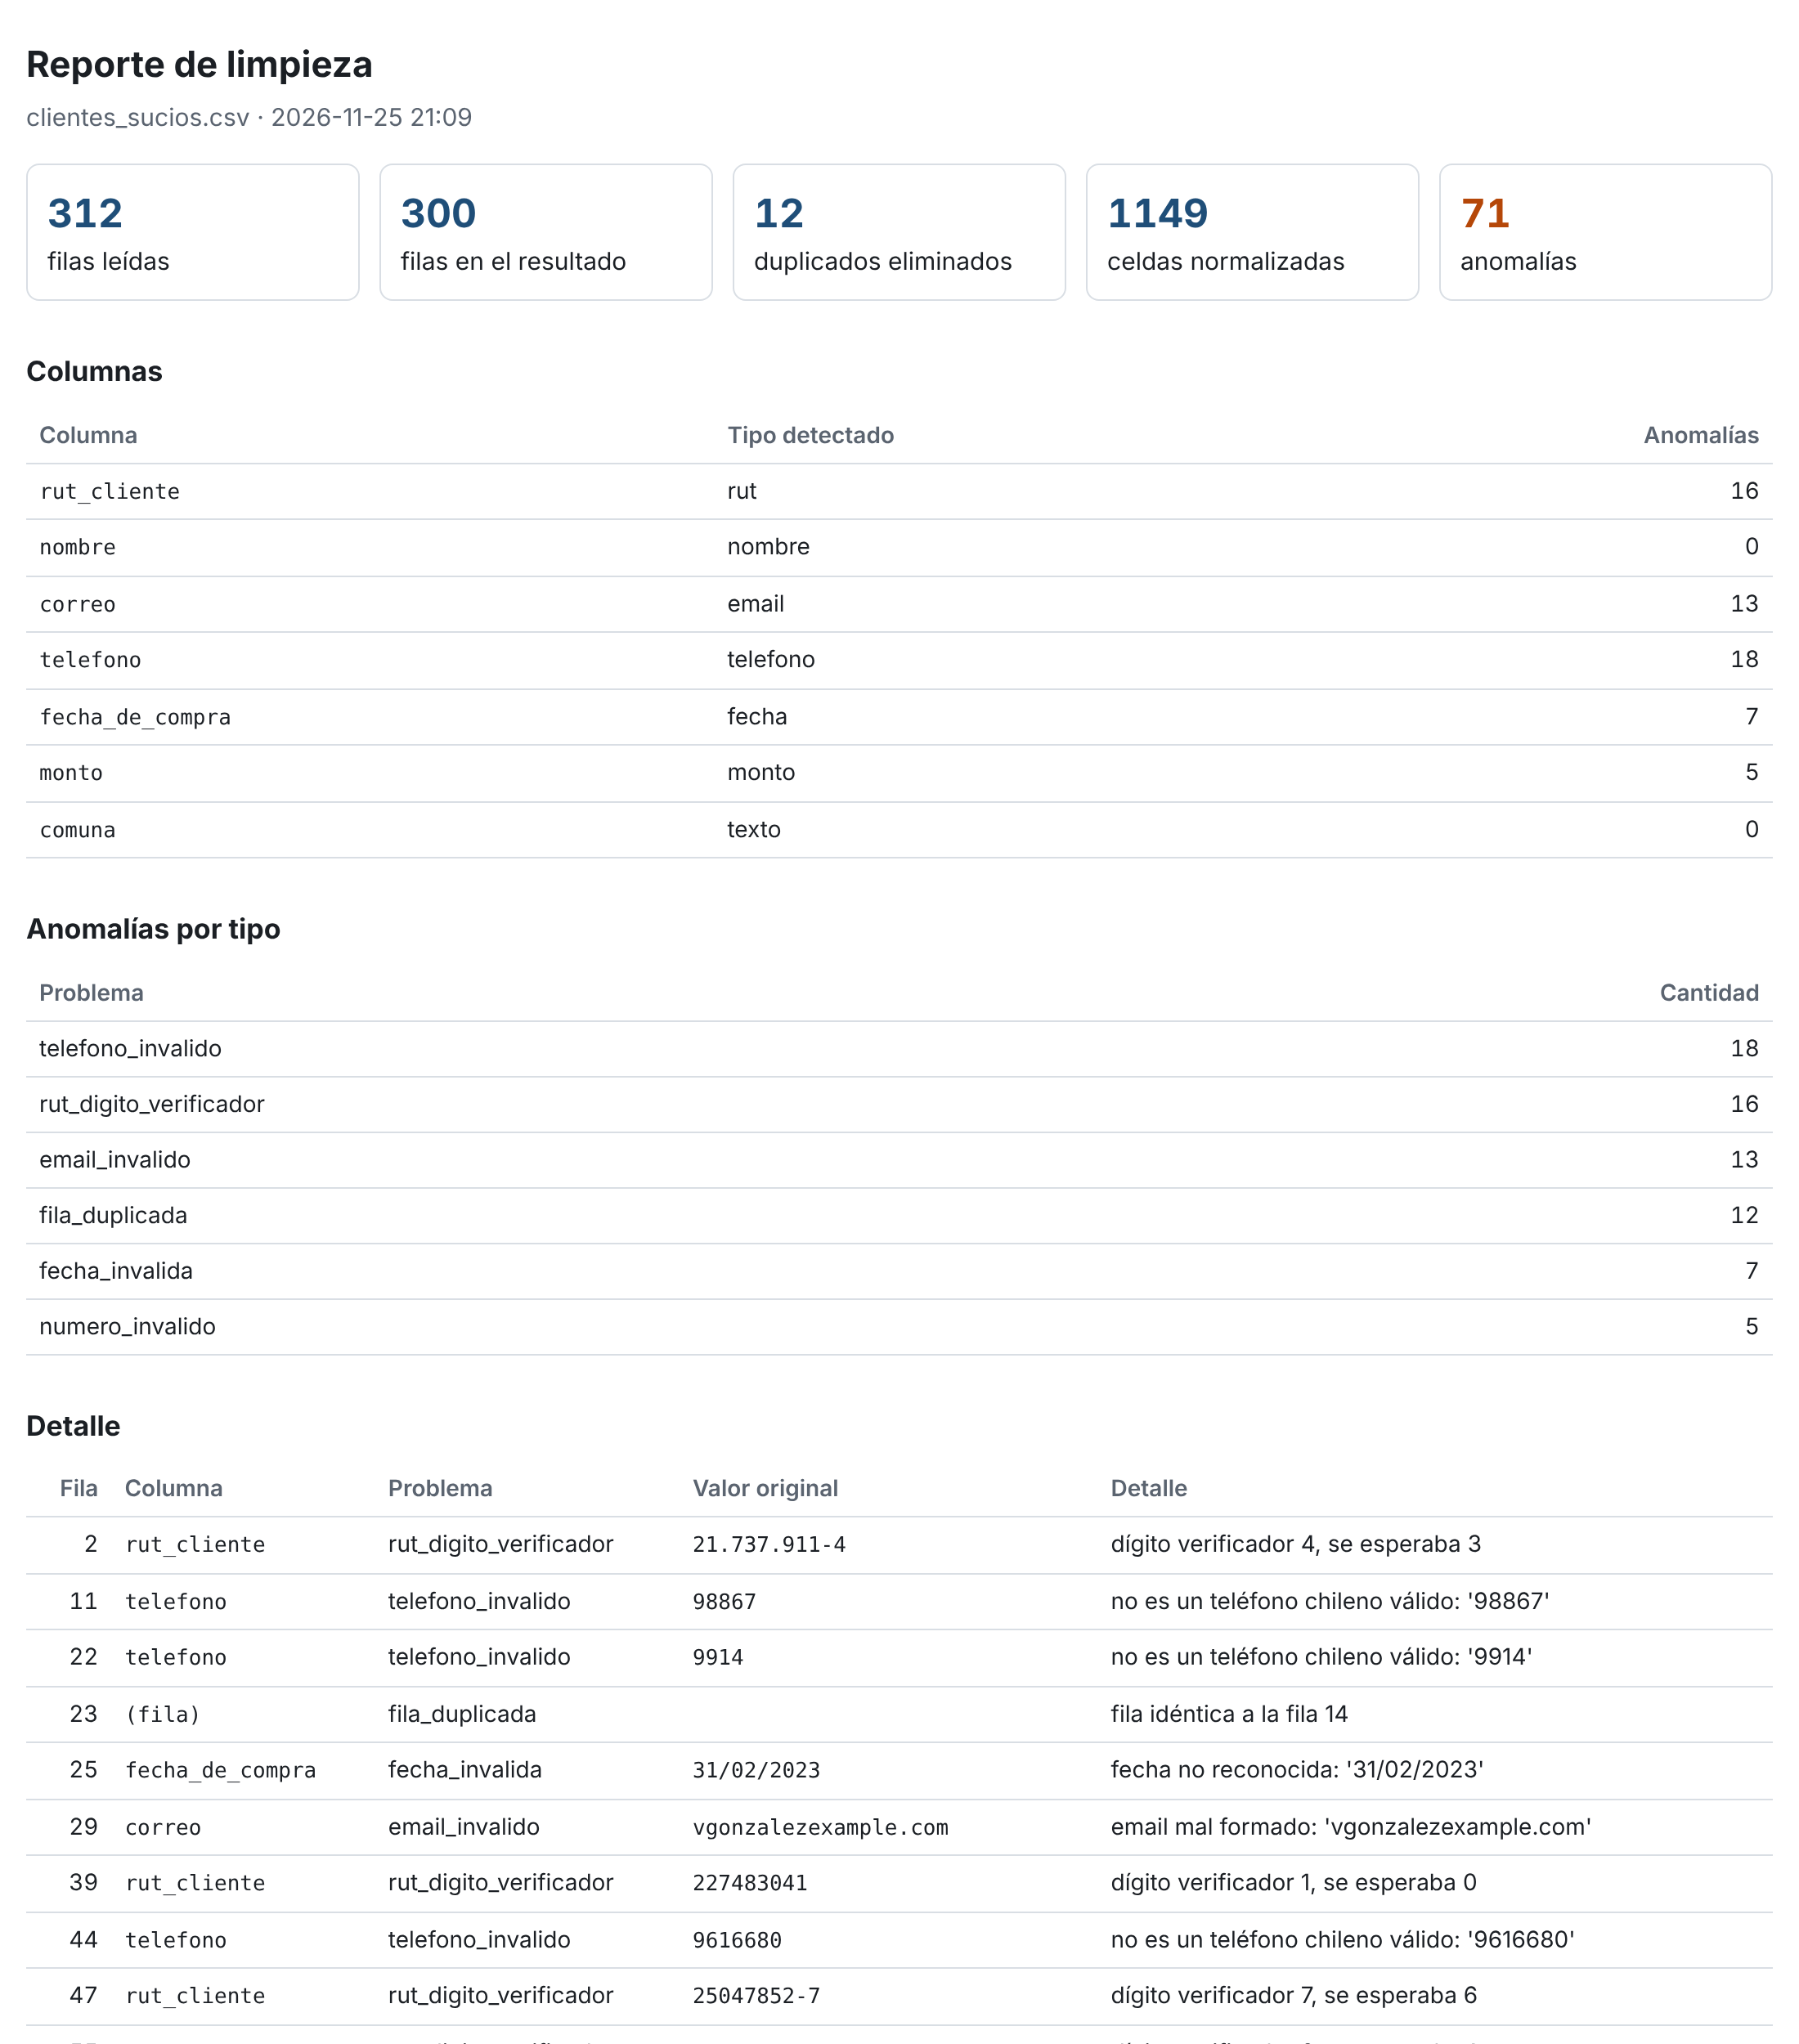 Reporte de limpieza
clientes_sucios.csv · 2026-11-25 21:09
312 300 12 1149 71
filas leídas filas en el resultado duplicados eliminados celdas normalizadas anomalías
Columnas
Columna Tipo detectado Anomalías
rut_cliente rut 16
nombre nombre 0
correo email 13
telefono telefono 18
fecha_de_compra fecha 7
monto monto 5
comuna texto 0
Anomalías por tipo
Problema Cantidad
telefono_invalido 18
rut_digito_verificador 16
email_invalido 13
fila_duplicada 12
fecha_invalida 7
numero_invalido 5
Detalle
Fila Columna Problema Valor original Detalle
2 rut_cliente rut_digito_verificador 21.737.911-4 dígito verificador 4, se esperaba 3
11 telefono telefono_invalido 98867 no es un teléfono chileno válido: '98867'
22 telefono telefono_invalido 9914 no es un teléfono chileno válido: '9914'
23 (fila) fila_duplicada fila idéntica a la fila 14
25 fecha_de_compra fecha_invalida 31/02/2023 fecha no reconocida: '31/02/2023'
29 correo email_invalido vgonzalezexample.com email mal formado: 'vgonzalezexample.com'
39 rut_cliente rut_digito_verificador 227483041 dígito verificador 1, se esperaba 0
44 telefono telefono_invalido 9616680 no es un teléfono chileno válido: '9616680'
47 rut_cliente rut_digito_verificador 25047852-7 dígito verificador 7, se esperaba 6